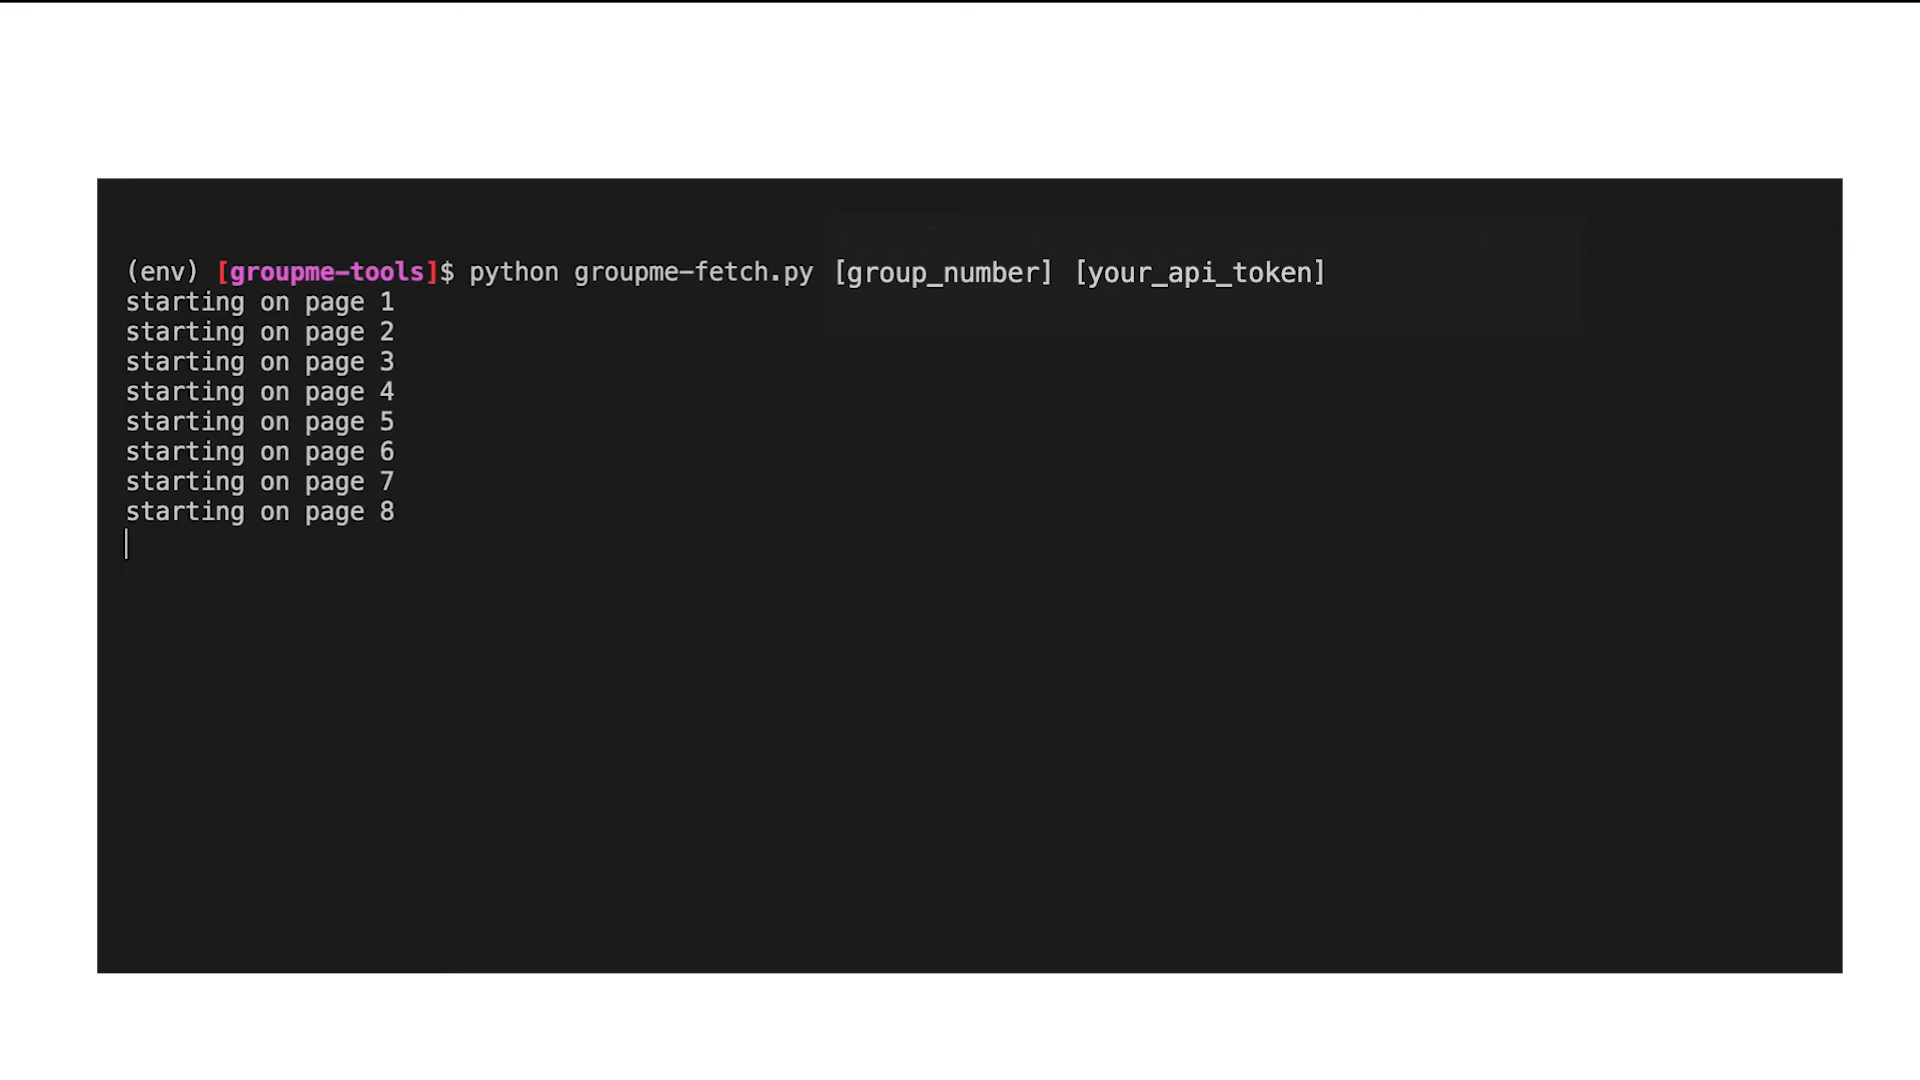 (env) [groupme-tools]$ python groupme-fetch.py [group_number] [your_api_token]
starting on page 1
starting on page 2
starting on page 3
starting on page 4
starting on page 5
starting on page 6
starting on page 7
starting on page 8